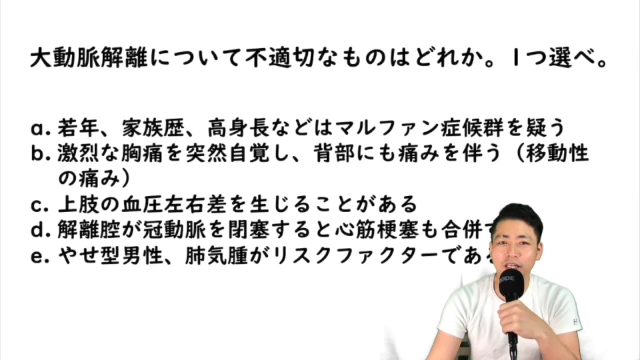 大動脈解離について不適切なものはどれか。1つ選べ。
a. 若年、家族歴、高身長などはマルファン症候群を疑う
b. 激烈な胸痛を突然自覚し、背部にも痛みを伴う（移動性
の痛み）
c. 上肢の血圧左右差を生じることがある
d. 解離腔が冠動脈を閉塞すると心筋梗塞も合併す
e. やせ型男性、肺気腫がリスクファクターである